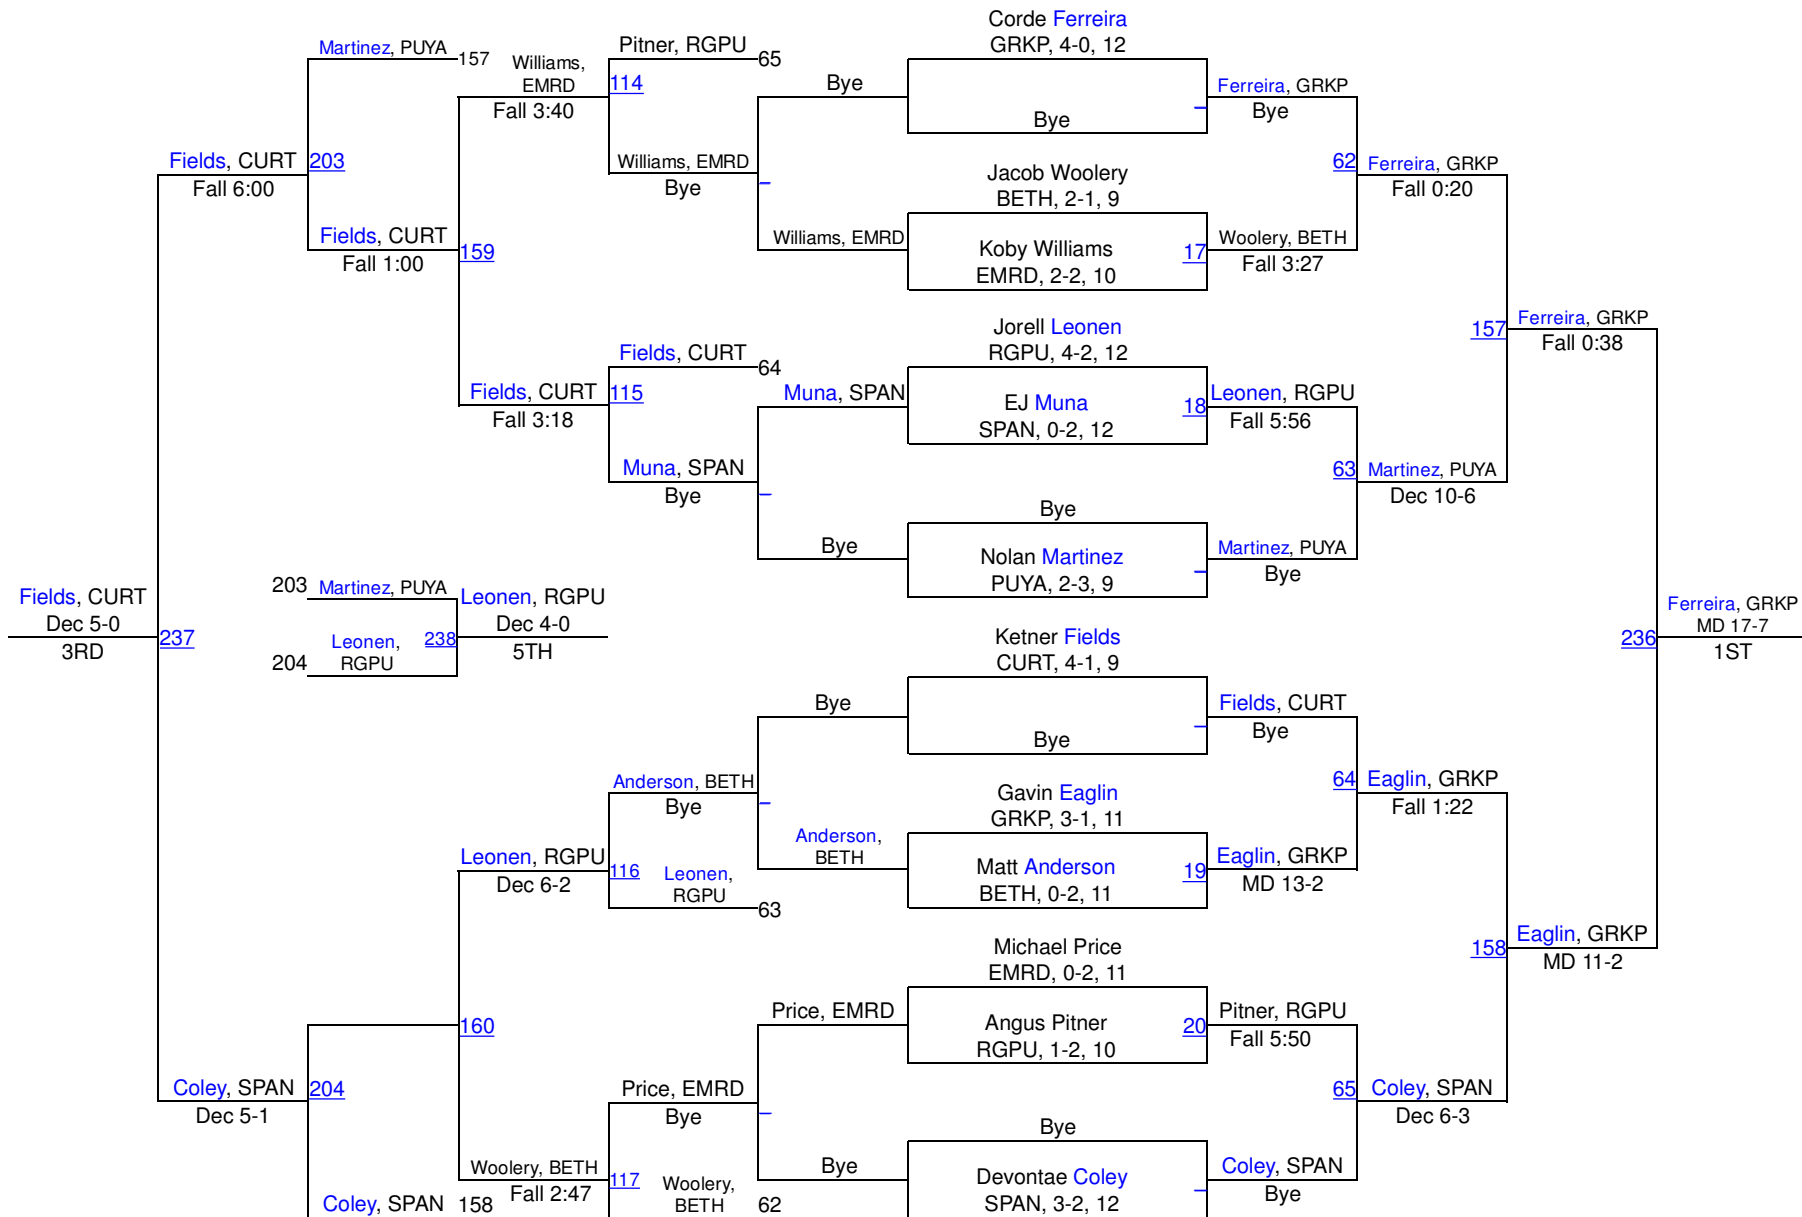 Corde Ferreira
GRKP, 4-0, 12
Martinez, PUYA
157
Williams,
EMRD
Fall 3:40
Pitner, RGPU
65
114
Bye
Bye
Ferreira, GRKP
Bye
Fields, CURT
203
Fall 6:00
Williams, EMRD
Bye
Jacob Woolery
BETH, 2-1, 9
62
Ferreira, GRKP
Fall 0:20
Fields, CURT
Fall 1:00
159
Williams, EMRD
Koby Williams
EMRD, 2-2, 10
17
Woolery, BETH
Fall 3:27
Jorell Leonen
RGPU, 4-2, 12
157
Ferreira, GRKP
Fall 0:38
Fields, CURT
64
Fields, CURT
Fall 3:18
115
Muna, SPAN
EJ Muna
SPAN, 0-2, 12
18
Leonen, RGPU
Fall 5:56
Muna, SPAN
Bye
63
Martinez, PUYA
Dec 10-6
Bye
Bye
Nolan Martinez
PUYA, 2-3, 9
Martinez, PUYA
Bye
Fields, CURT
Dec 5-0
3RD
237
203
Martinez, PUYA
Leonen,
RGPU
204
238
Leonen, RGPU
Dec 4-0
5TH
Ketner Fields
CURT, 4-1, 9
236
Ferreira, GRKP
MD 17-7
1ST
Bye
Bye
Fields, CURT
Bye
Anderson, BETH
Bye
Gavin Eaglin
GRKP, 3-1, 11
64
Eaglin, GRKP
Fall 1:22
Anderson,
BETH
Matt Anderson
BETH, 0-2, 11
19
Eaglin, GRKP
MD 13-2
Leonen, RGPU
Dec 6-2
116
Leonen,
RGPU
63
Michael Price
EMRD, 0-2, 11
158
Eaglin, GRKP
MD 11-2
160
Price, EMRD
Angus Pitner
RGPU, 1-2, 10
20
Pitner, RGPU
Fall 5:50
Coley, SPAN
Dec 5-1
204
Price, EMRD
Bye
65
Coley, SPAN
Dec 6-3
Bye
Woolery, BETH
Fall 2:47
117
Woolery,
BETH
62
Bye
Devontae Coley
SPAN, 3-2, 12
Coley, SPAN
Bye
Coley, SPAN
158